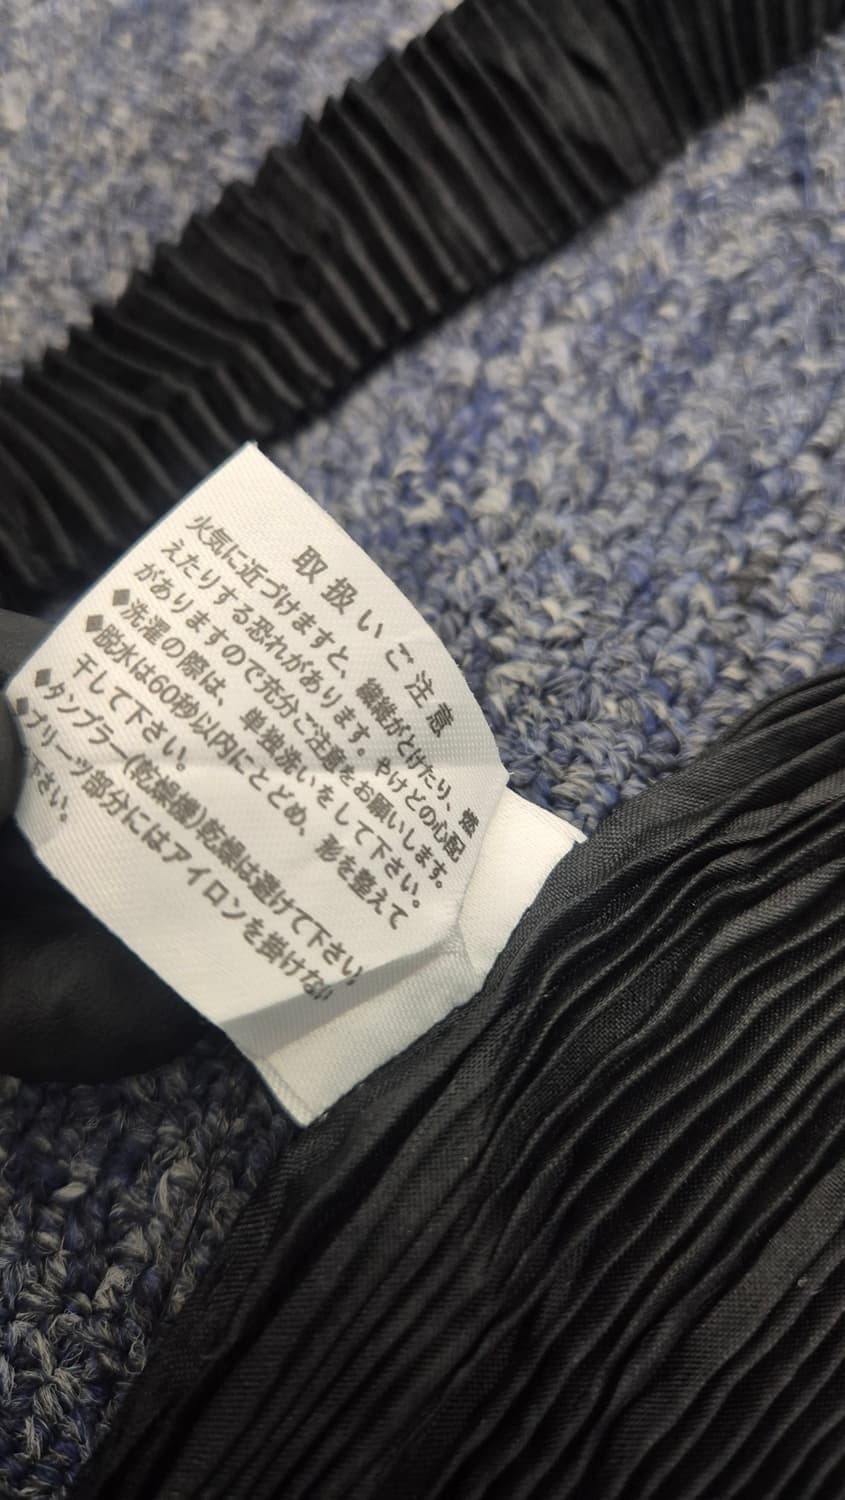 取扱いご注意
火気に近づけますと、繊維がとけたり、燃
えたりする恐れがあります。やけどの心配
がありますので充分ご注意をお願いします。
◆洗濯の際は、単独洗いをして下さい。
◆脱水は60秒以内にとどめ、形を整えて
干して下さい。
◆タンブラー(乾燥機)乾燥は避けて下さい
◆プリーツ部分にはアイロンを掛けない
下さい。